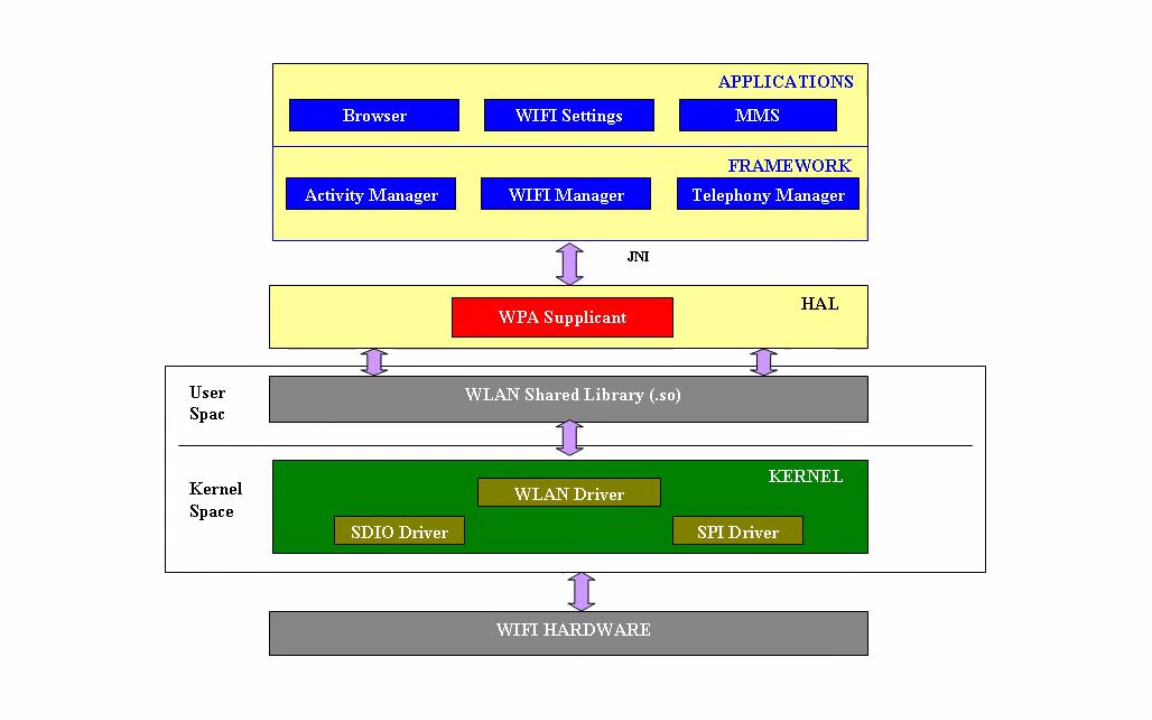 APPLICATIONS
Browser
WIFI Settings
MMS
FRAMEWORK
Activity Manager
WIFI Manager
Telephony Manager
JNI
HAL
WPA Supplicant
User
Spac
WLAN Shared Library (.so)
Kernel
Space
KERNEL
WLAN Driver
SDIO Driver
SPI Driver
WIFI HARDWARE